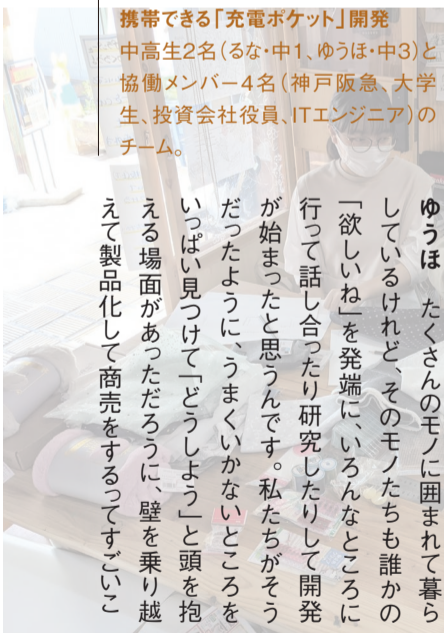 携帯できる「充電ポケット」開発
中高生2名(るな・中1、ゆうほ・中3)と
協働メンバー4名(神戸阪急、大学
生、投資会社役員、ITエンジニア)の
チーム。
ゆうほ　たくさんのモノに囲まれて暮ら
しているけれど、そのモノたちも誰かの
「欲しいね」を発端に、いろんなところに
行って話し合ったり研究したりして開発
が始まったと思うんです。私たちがそう
だったように、うまくいかないところを
いっぱい見つけて「どうしよう」と頭を抱
える場面があっただろうに、壁を乗り越
えて製品化して商売をするってすごいこ